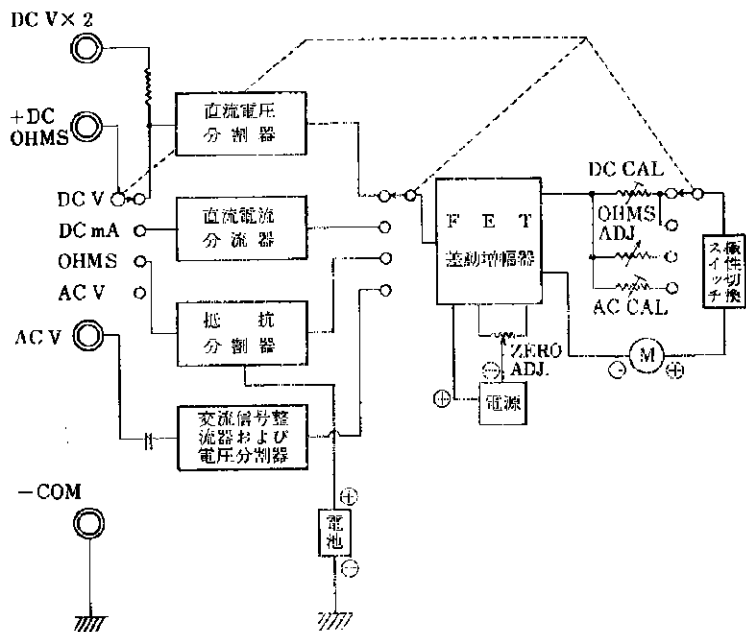 DC V×2
+DC
OHMS
直流電圧
分割器
DC V
DC mA
OHMS
AC V
直流電流
分流器
抵抗
分割器
AC V
交流信号整
流器および
電圧分割器
−COM
⊕
電池
⊖
FET
差動増幅器
ZERO
ADJ.
⊕
⊖
電源
DC CAL
OHMS
ADJ
AC CAL
極性切換
スイッチ
⊖
M
⊕